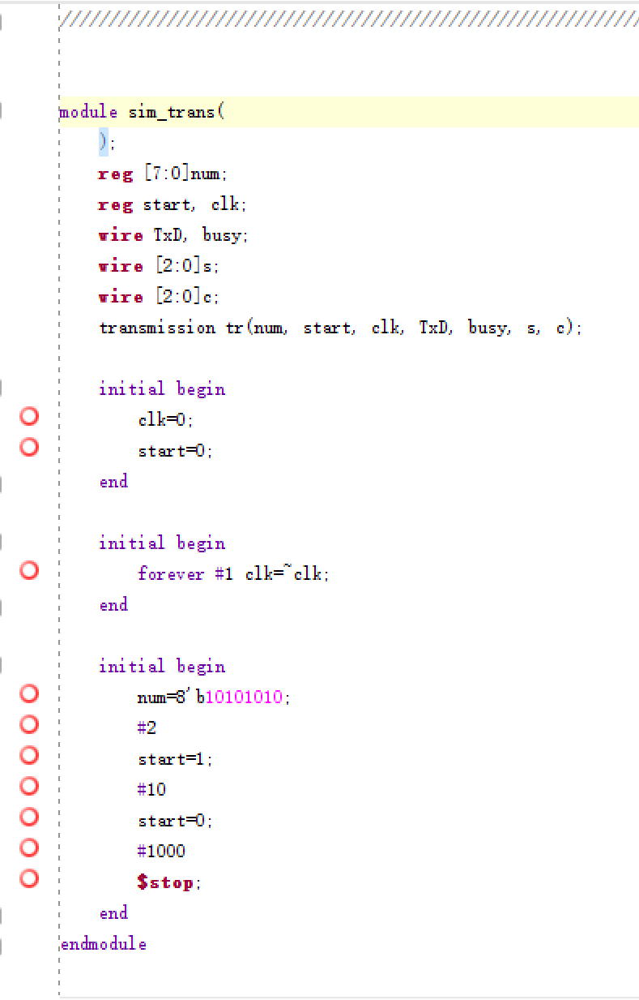 ////////////////////////////////////////////////////////////
module sim_trans(
    );
    reg [7:0]num;
    reg start, clk;
    wire TxD, busy;
    wire [2:0]s;
    wire [2:0]c;
    transmission tr(num, start, clk, TxD, busy, s, c);
    initial begin
        clk=0;
        start=0;
    end
    initial begin
        forever #1 clk=~clk;
    end
    initial begin
        num=8'b10101010;
        #2
        start=1;
        #10
        start=0;
        #1000
        $stop;
    end
endmodule